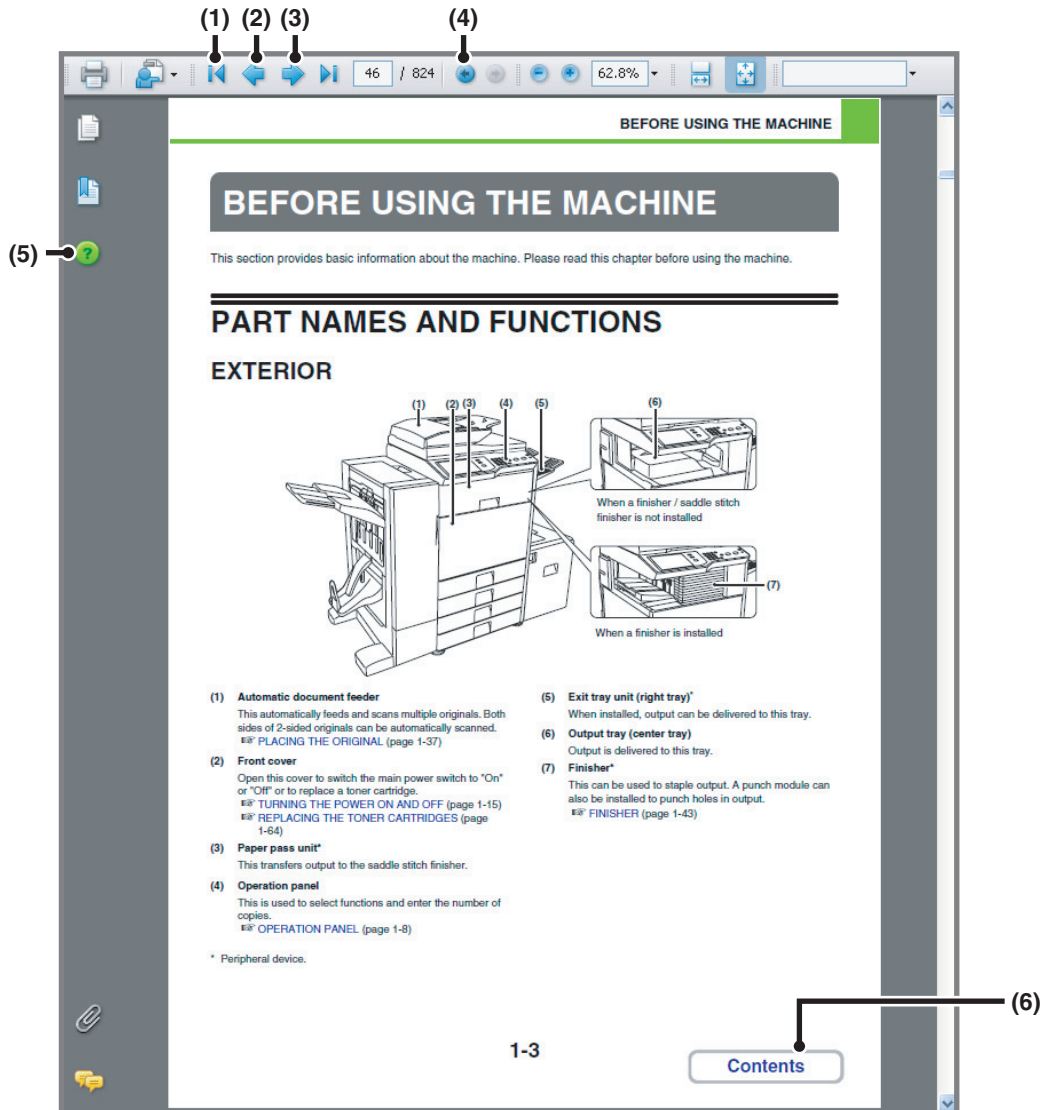 (1) (2) (3) (4)
46 / 824 62.8%
BEFORE USING THE MACHINE
BEFORE USING THE MACHINE
(5)
This section provides basic information about the machine. Please read this chapter before using the machine.
PART NAMES AND FUNCTIONS
EXTERIOR
(1) (2) (3) (4) (5) (6)
When a finisher / saddle stitch
finisher is not installed
(7)
When a finisher is installed
(1) Automatic document feeder
This automatically feeds and scans multiple originals. Both
sides of 2-sided originals can be automatically scanned.
☞ PLACING THE ORIGINAL (page 1-37)
(2) Front cover
Open this cover to switch the main power switch to "On"
or "Off" or to replace a toner cartridge.
☞ TURNING THE POWER ON AND OFF (page 1-15)
☞ REPLACING THE TONER CARTRIDGES (page
1-64)
(3) Paper pass unit*
This transfers output to the saddle stitch finisher.
(4) Operation panel
This is used to select functions and enter the number of
copies.
☞ OPERATION PANEL (page 1-8)
(5) Exit tray unit (right tray)*
When installed, output can be delivered to this tray.
(6) Output tray (center tray)
Output is delivered to this tray.
(7) Finisher*
This can be used to staple output. A punch module can
also be installed to punch holes in output.
☞ FINISHER (page 1-43)
* Peripheral device.
(6)
1-3
Contents